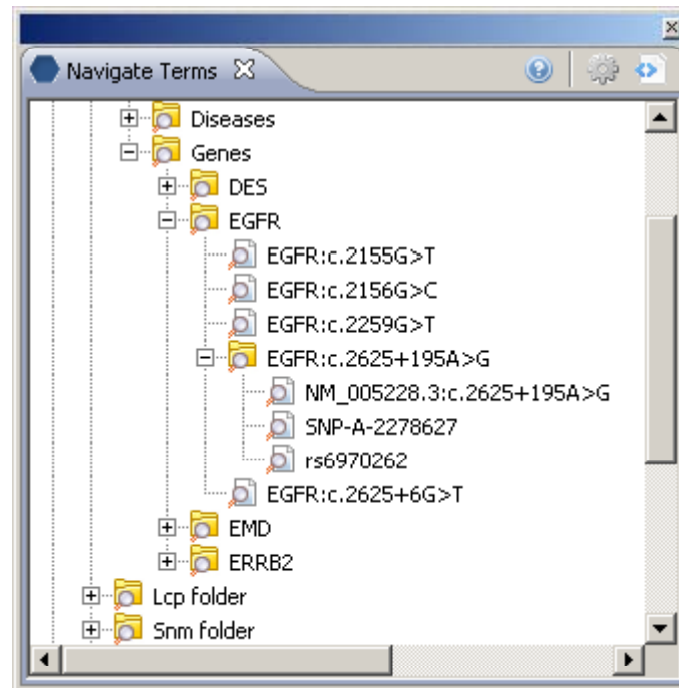 Navigate Terms
Diseases
Genes
DES
EGFR
EGFR:c.2155G>T
EGFR:c.2156G>C
EGFR:c.2259G>T
EGFR:c.2625+195A>G
NM_005228.3:c.2625+195A>G
SNP-A-2278627
rs6970262
EGFR:c.2625+6G>T
EMD
ERRB2
Lcp folder
Snm folder